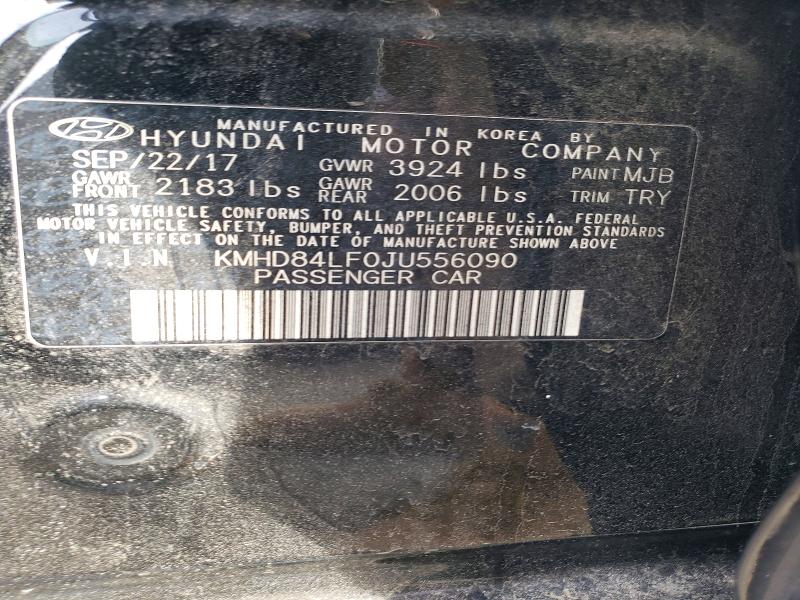 MANUFACTURED IN KOREA BY
HYUNDAI MOTOR COMPANY
SEP/22/17 GVWR 3924 lbs PAINT MJB
GAWR FRONT 2183 lbs GAWR REAR 2006 lbs TRIM TRY
THIS VEHICLE CONFORMS TO ALL APPLICABLE U.S.A. FEDERAL
MOTOR VEHICLE SAFETY, BUMPER, AND THEFT PREVENTION STANDARDS
IN EFFECT ON THE DATE OF MANUFACTURE SHOWN ABOVE
V.I.N KMHD84LF0JU556090
PASSENGER CAR